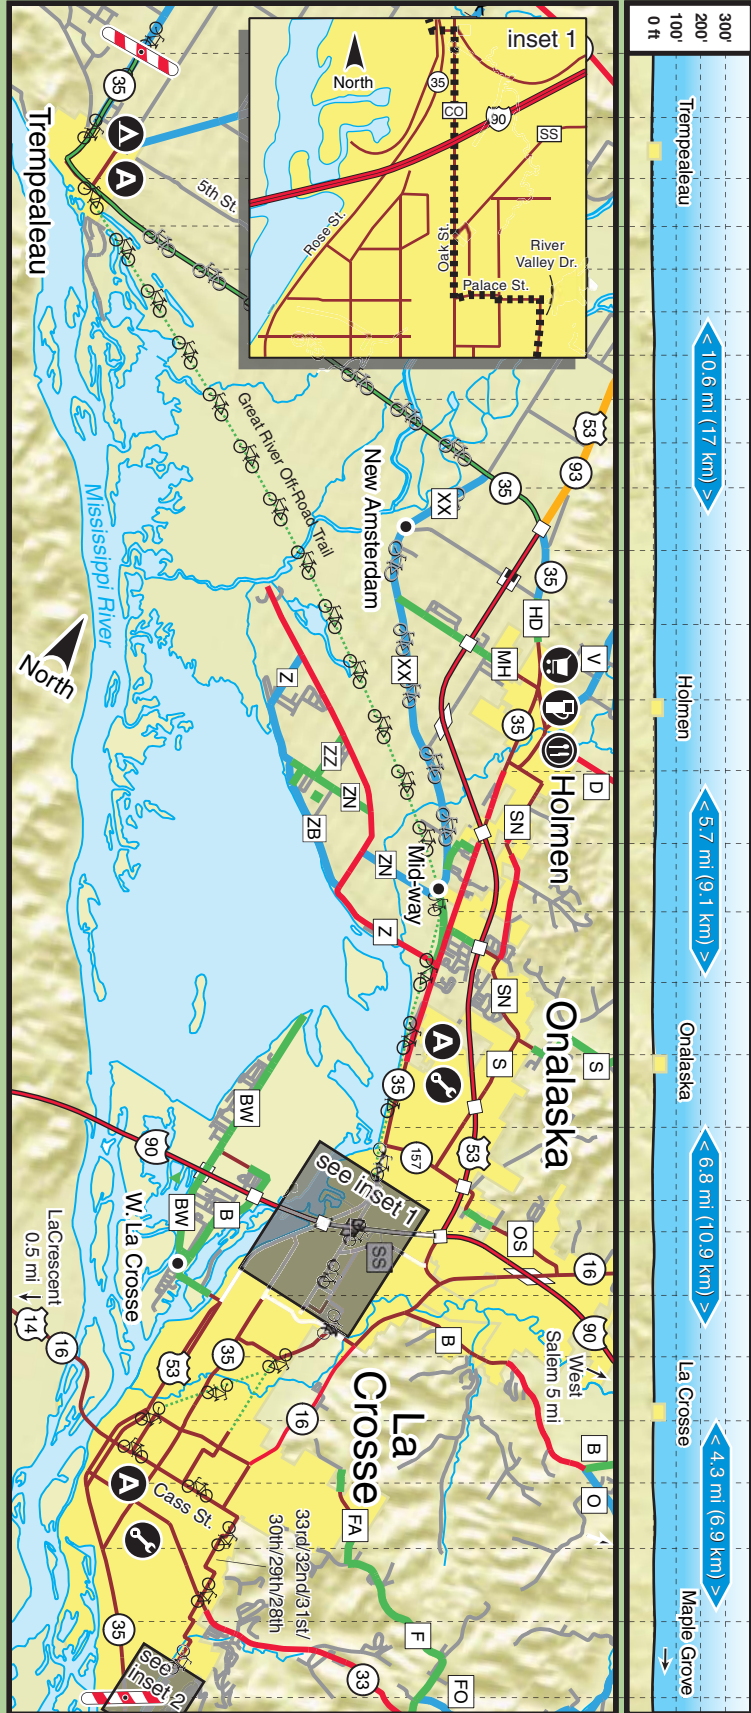 300'
200'
100'
0 ft
Trempealeau
< 10.6 mi (17 km) >
Holmen
< 5.7 mi (9.1 km) >
Onalaska
< 6.8 mi (10.9 km) >
La Crosse
< 4.3 mi (6.9 km) >
Maple Grove
→
inset 1
North
35
CO
90
SS
Rose St.
Oak St.
River
Valley Dr.
Palace St.
35
A
A
Trempealeau
5th St.
Great River Off-Road Trail
Mississippi River
North
53
93
35
XX
New Amsterdam
35
HD
V
MH
XX
35
Holmen
D
SN
Z
ZZ
ZN
ZB
ZN
Mid-way
Z
SN
Onalaska
S
S
A
35
157
53
BW
90
BW
B
W. La Crosse
see inset 1
SS
OS
16
90
LaCrescent
0.5 mi
14
16
53
35
16
B
West
Salem 5 mi
La
Crosse
B
O
A
Cass St.
FA
33rd/32nd/31st/
30th/29th/28th
F
33
FO
35
see
inset 2